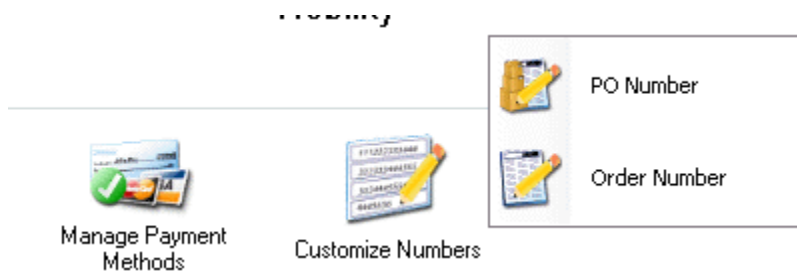 PO Number
Order Number
Manage Payment
Methods
Customize Numbers